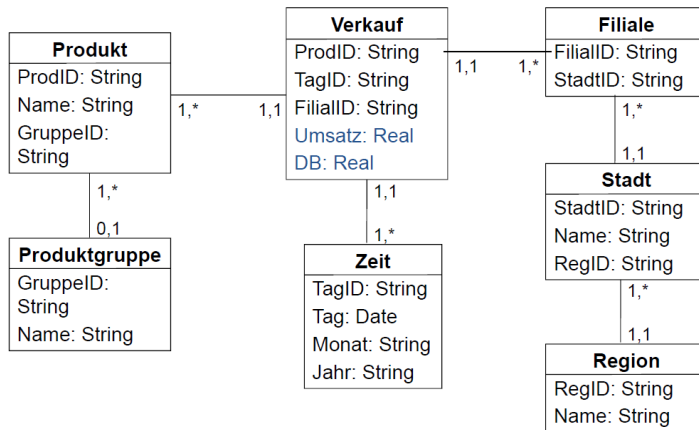 Produkt
ProdID: String
Name: String
GruppeID:
String
1,*
0,1
Produktgruppe
GruppeID:
String
Name: String
1,*
1,1
Verkauf
ProdID: String
TagID: String
FilialID: String
Umsatz: Real
DB: Real
1,1
1,*
Zeit
TagID: String
Tag: Date
Monat: String
Jahr: String
1,1
1,*
Filiale
FilialID: String
StadtID: String
1,*
1,1
Stadt
StadtID: String
Name: String
RegID: String
1,*
1,1
Region
RegID: String
Name: String